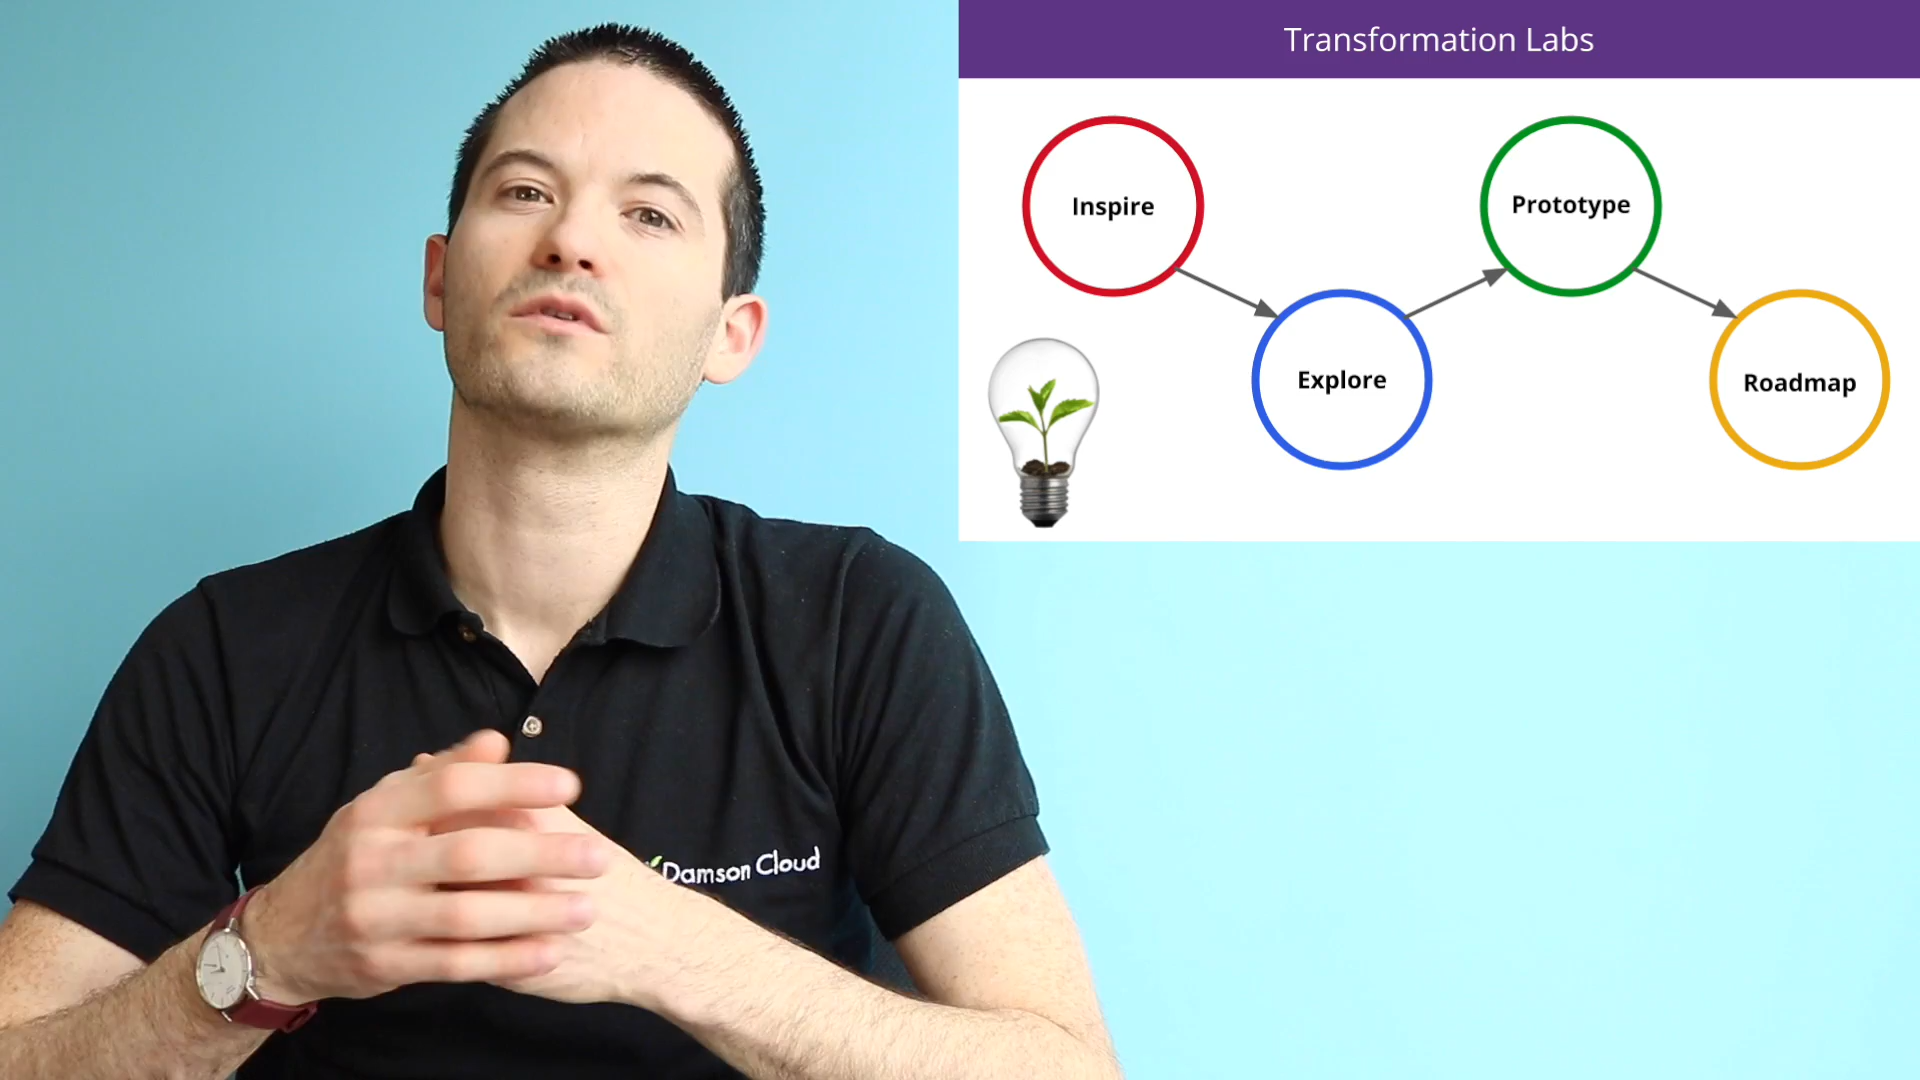 Transformation Labs
Inspire
Prototype
Explore
Roadmap
Damson Cloud